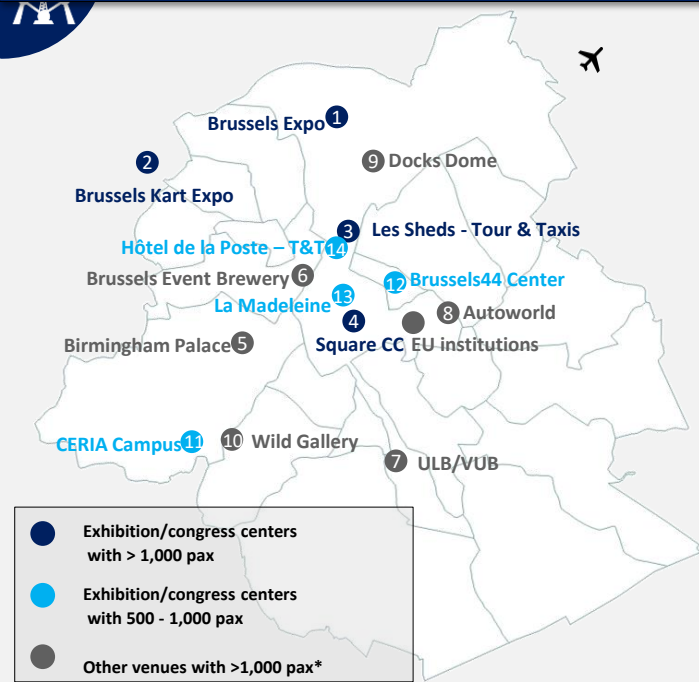 Brussels Expo 1
9 Docks Dome
2
Brussels Kart Expo
3 Les Sheds - Tour & Taxis
Hôtel de la Poste – T&T 14
Brussels Event Brewery 6
12 Brussels44 Center
La Madeleine 13
8 Autoworld
4
Birmingham Palace 5
Square CC EU institutions
CERIA Campus 11
10 Wild Gallery
7 ULB/VUB
Exhibition/congress centers
with > 1,000 pax
Exhibition/congress centers
with 500 - 1,000 pax
Other venues with >1,000 pax*